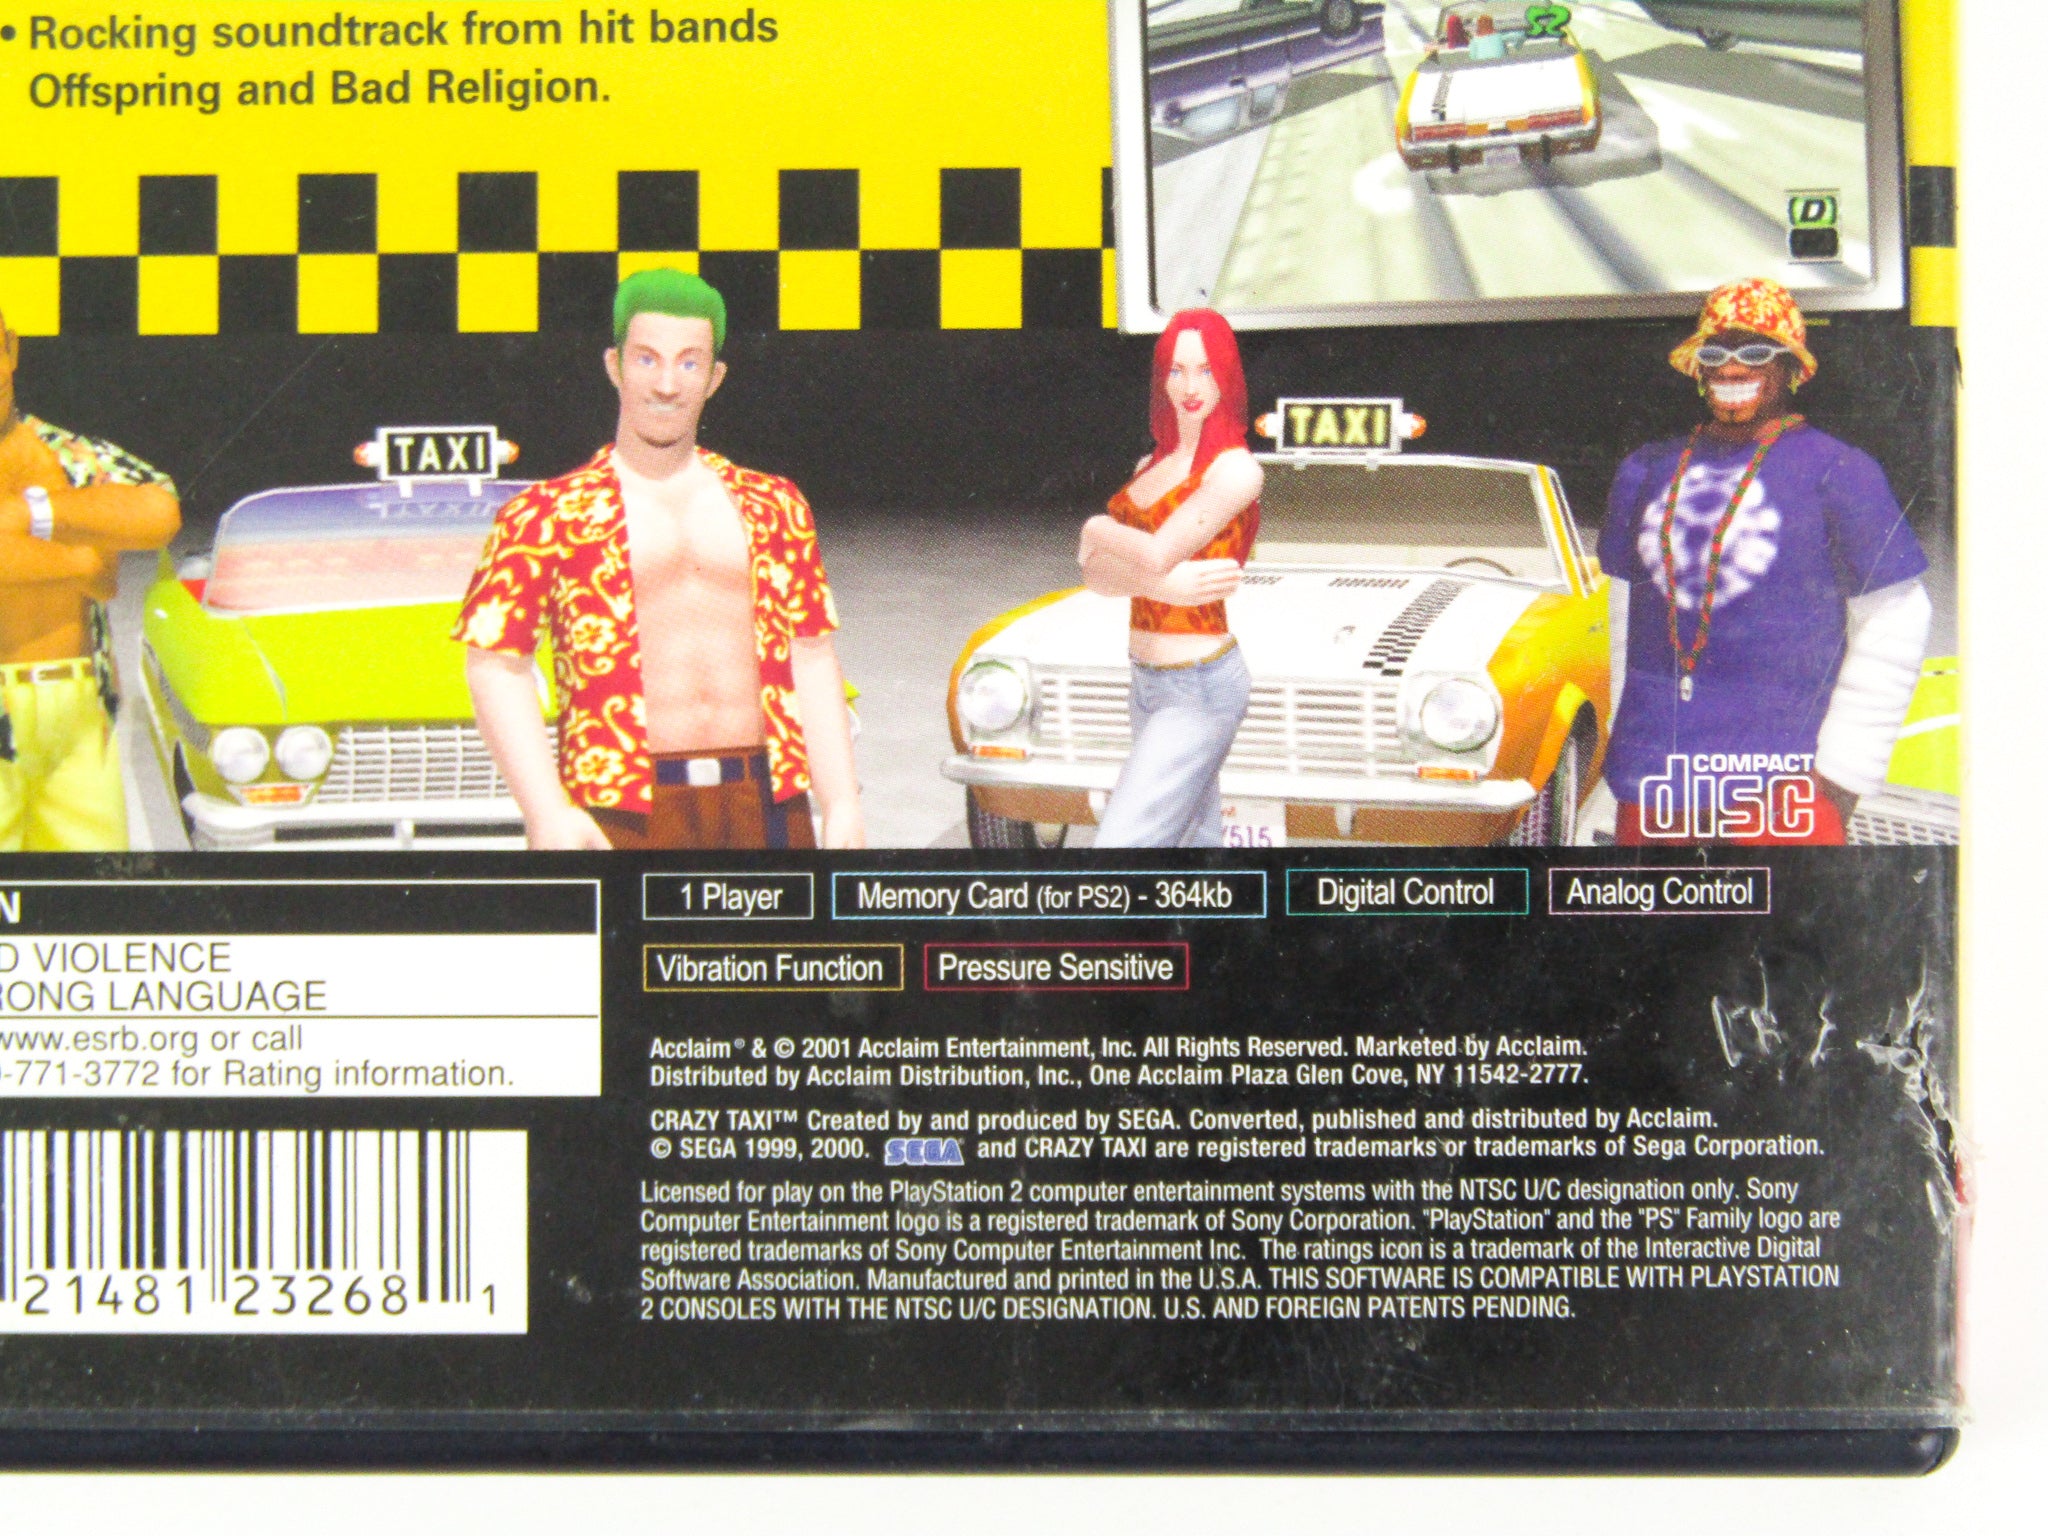 • Rocking soundtrack from hit bands
Offspring and Bad Religion.
D
TAXI
TAXI
7515
COMPACT
disc
1 Player
Memory Card (for PS2) - 364kb
Digital Control
Analog Control
Vibration Function
Pressure Sensitive
N
D VIOLENCE
RONG LANGUAGE
www.esrb.org or call
-771-3772 for Rating information.
21481 23268 1
Acclaim® & © 2001 Acclaim Entertainment, Inc. All Rights Reserved. Marketed by Acclaim.
Distributed by Acclaim Distribution, Inc., One Acclaim Plaza Glen Cove, NY 11542-2777.
CRAZY TAXI™ Created by and produced by SEGA. Converted, published and distributed by Acclaim.
© SEGA 1999, 2000. SEGA® and CRAZY TAXI are registered trademarks or trademarks of Sega Corporation.
Licensed for play on the PlayStation 2 computer entertainment systems with the NTSC U/C designation only. Sony
Computer Entertainment logo is a registered trademark of Sony Corporation. "PlayStation" and the "PS" Family logo are
registered trademarks of Sony Computer Entertainment Inc. The ratings icon is a trademark of the Interactive Digital
Software Association. Manufactured and printed in the U.S.A. THIS SOFTWARE IS COMPATIBLE WITH PLAYSTATION
2 CONSOLES WITH THE NTSC U/C DESIGNATION. U.S. AND FOREIGN PATENTS PENDING.